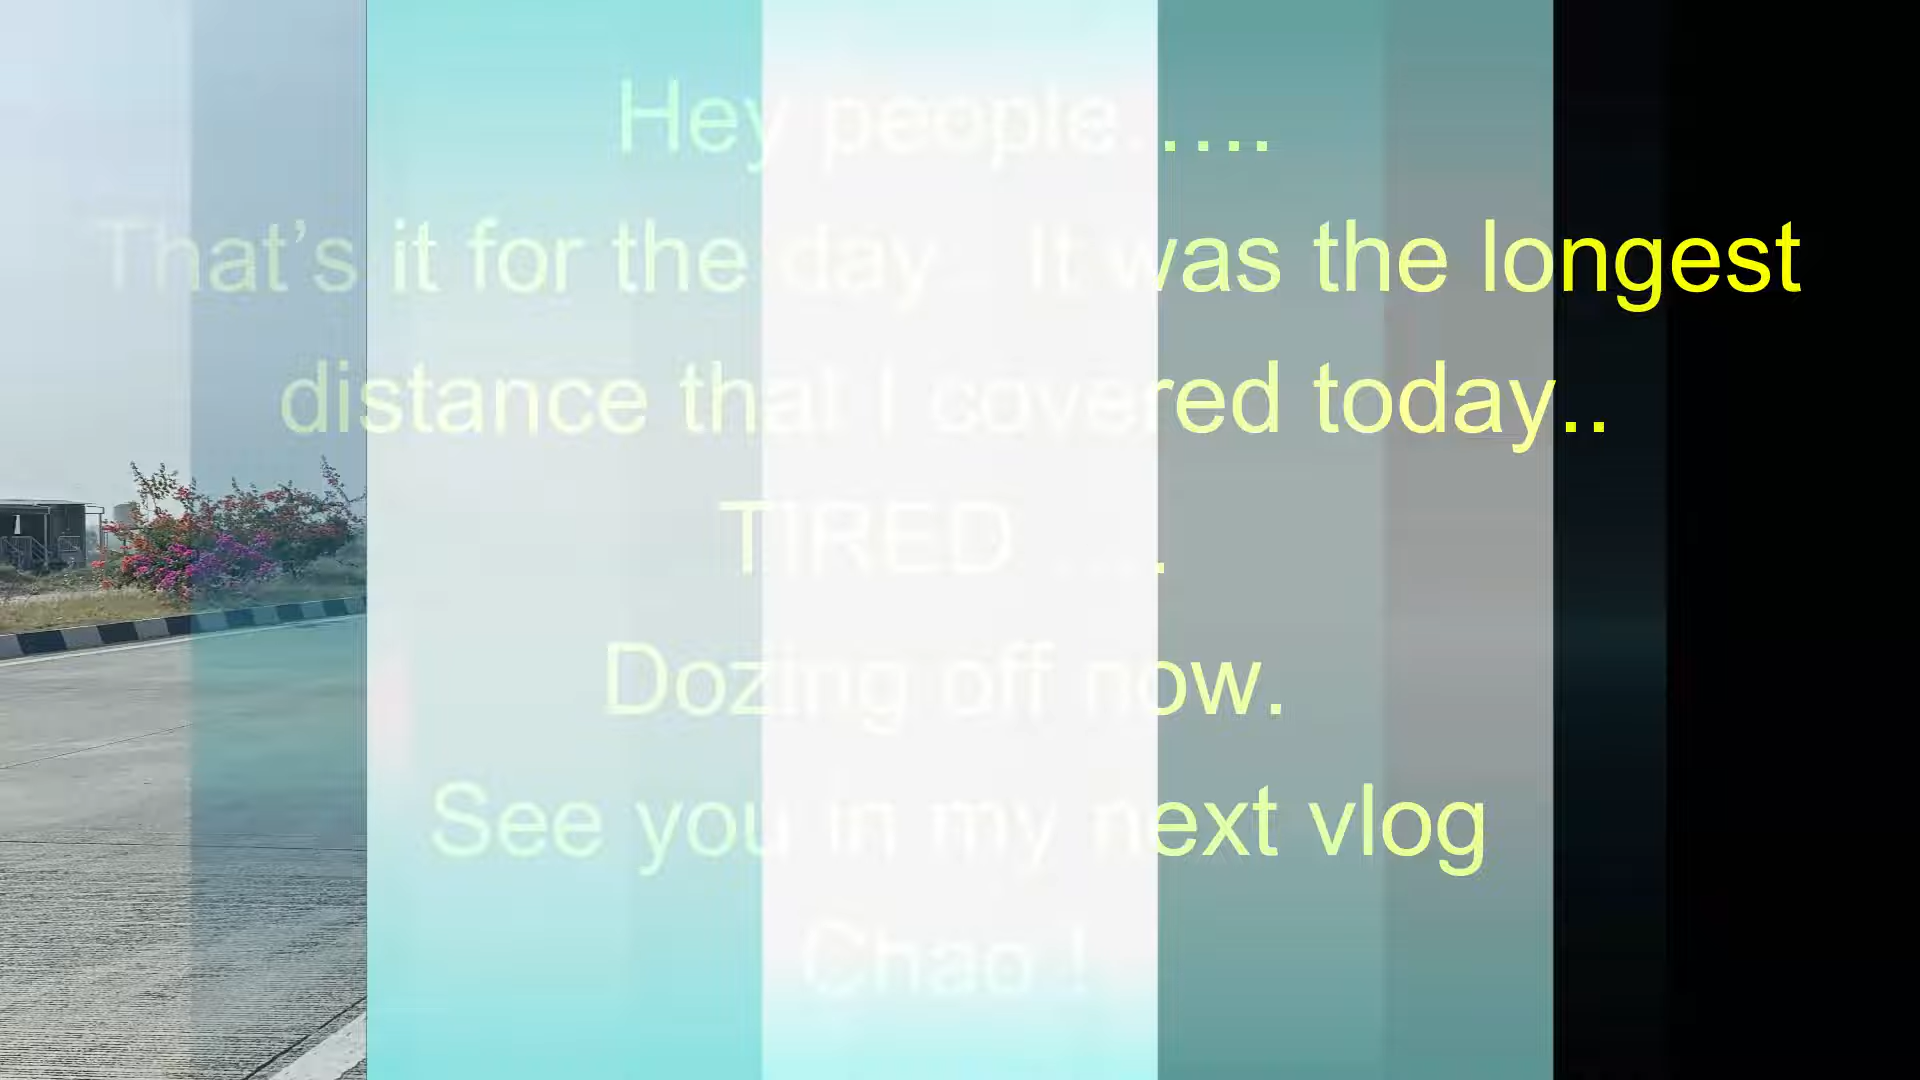 Hey people.....
That’s it for the day . It was the longest
distance that I covered today..
TIRED ....
Dozing off now.
See you in my next vlog
Chao !